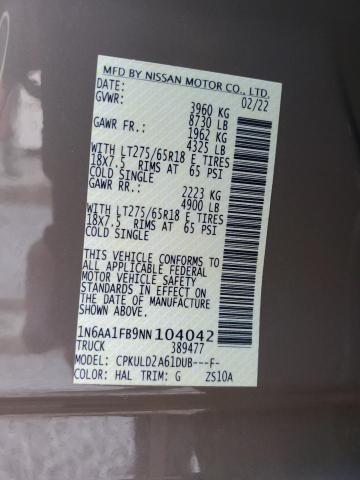 MFD BY NISSAN MOTOR CO., LTD.
DATE: 02/22
GVWR: 3960 KG
8730 LB
GAWR FR.: 1962 KG
4325 LB
WITH LT275/65R18 E TIRES
18X7.5 RIMS AT 65 PSI
COLD SINGLE
GAWR RR.: 2223 KG
4900 LB
WITH LT275/65R18 E TIRES
18X7.5 RIMS AT 65 PSI
COLD SINGLE
THIS VEHICLE CONFORMS TO
ALL APPLICABLE FEDERAL
MOTOR VEHICLE SAFETY
STANDARDS IN EFFECT ON
THE DATE OF MANUFACTURE
SHOWN ABOVE.
1N6AA1FB9NN104042
TRUCK 389477
MODEL: CPKULD2A61DUB---F-
COLOR: HAL TRIM: G ZS10A